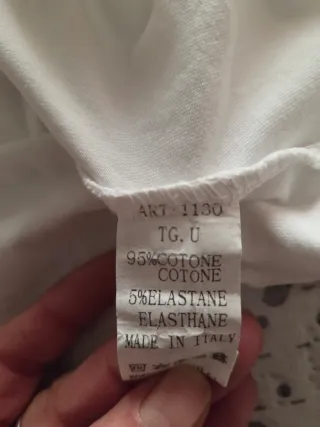 ART. 1130
TG. U
95%COTONE
COTONE
5%ELASTANE
ELASTHANE
MADE IN ITALY